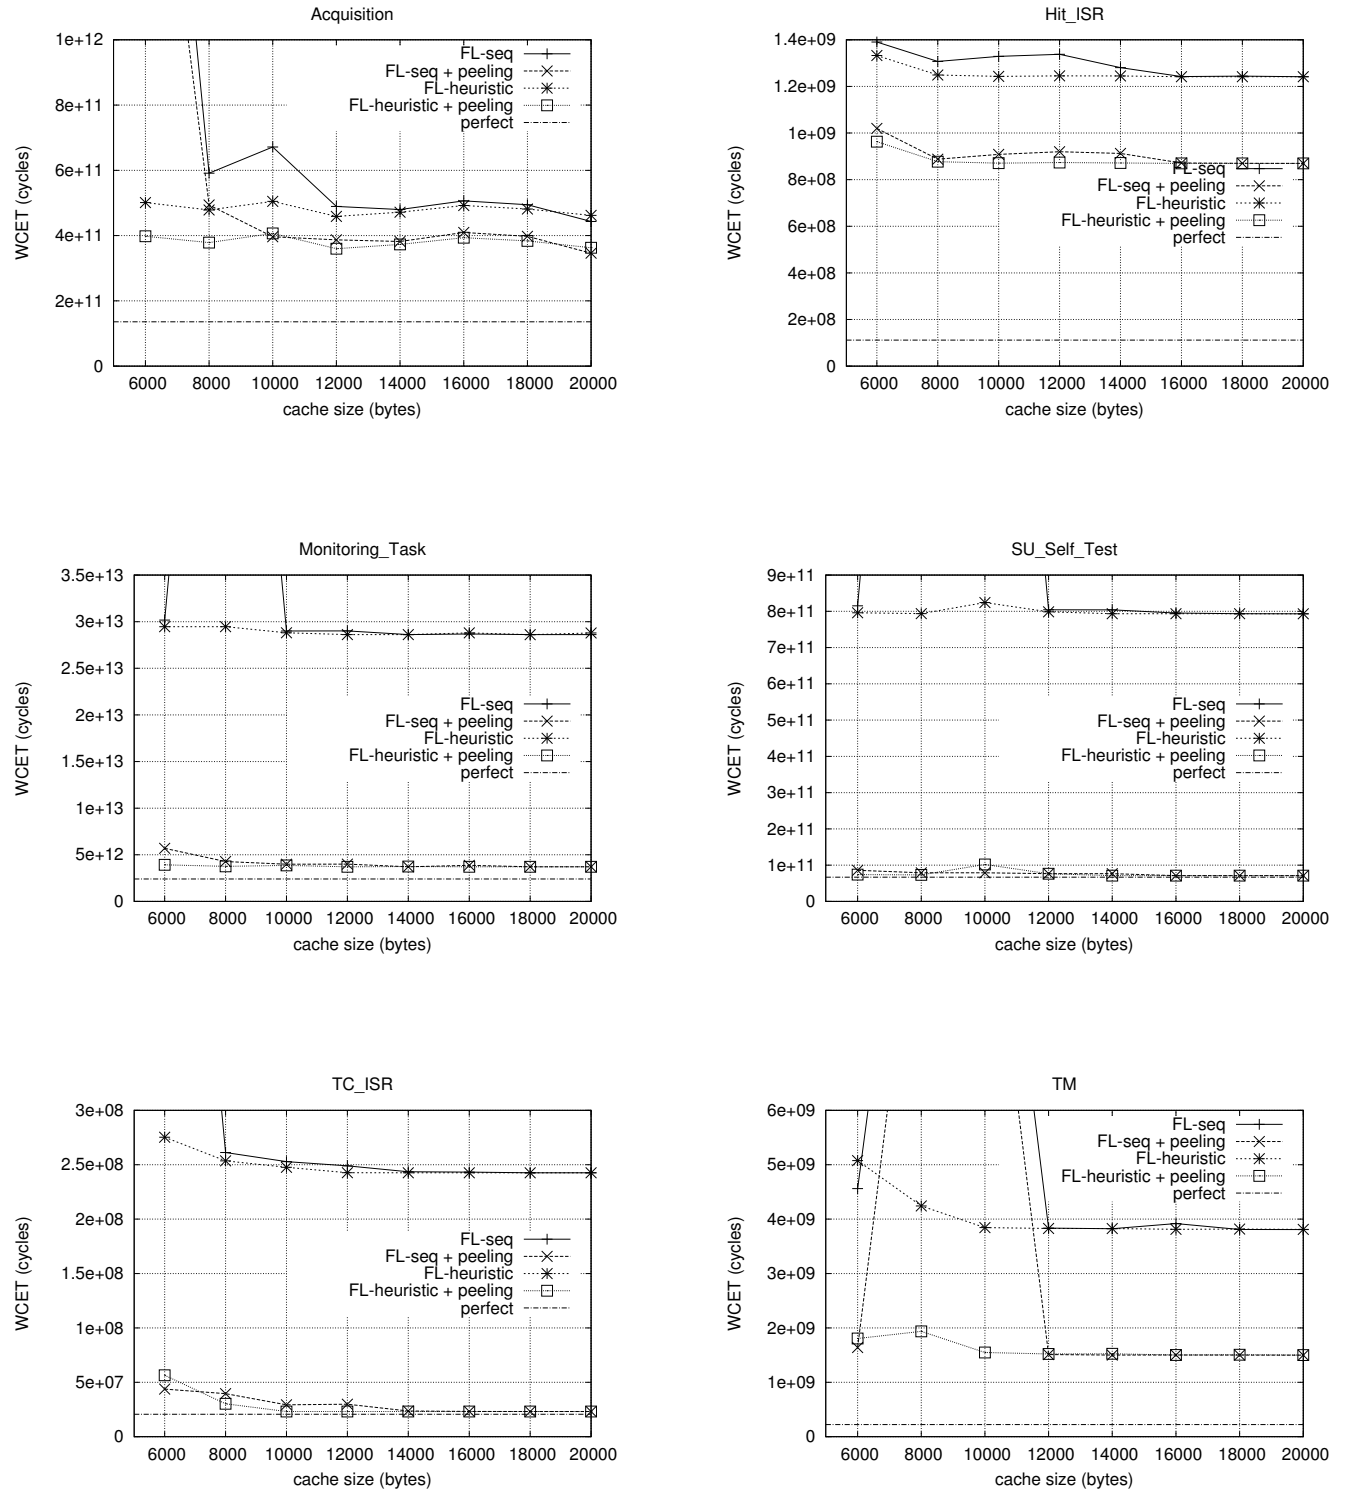 Acquisition
1e+12
8e+11
6e+11
4e+11
2e+11
0
WCET (cycles)
FL-seq
FL-seq + peeling
FL-heuristic
FL-heuristic + peeling
perfect
6000 8000 10000 12000 14000 16000 18000 20000
cache size (bytes)
Hit_ISR
1.4e+09
1.2e+09
1e+09
8e+08
6e+08
4e+08
2e+08
0
WCET (cycles)
FL-seq
FL-seq + peeling
FL-heuristic
FL-heuristic + peeling
perfect
6000 8000 10000 12000 14000 16000 18000 20000
cache size (bytes)
Monitoring_Task
3.5e+13
3e+13
2.5e+13
2e+13
1.5e+13
1e+13
5e+12
0
WCET (cycles)
FL-seq
FL-seq + peeling
FL-heuristic
FL-heuristic + peeling
perfect
6000 8000 10000 12000 14000 16000 18000 20000
cache size (bytes)
SU_Self_Test
9e+11
8e+11
7e+11
6e+11
5e+11
4e+11
3e+11
2e+11
1e+11
0
WCET (cycles)
FL-seq
FL-seq + peeling
FL-heuristic
FL-heuristic + peeling
perfect
6000 8000 10000 12000 14000 16000 18000 20000
cache size (bytes)
TC_ISR
3e+08
2.5e+08
2e+08
1.5e+08
1e+08
5e+07
0
WCET (cycles)
FL-seq
FL-seq + peeling
FL-heuristic
FL-heuristic + peeling
perfect
6000 8000 10000 12000 14000 16000 18000 20000
cache size (bytes)
TM
6e+09
5e+09
4e+09
3e+09
2e+09
1e+09
0
WCET (cycles)
FL-seq
FL-seq + peeling
FL-heuristic
FL-heuristic + peeling
perfect
6000 8000 10000 12000 14000 16000 18000 20000
cache size (bytes)